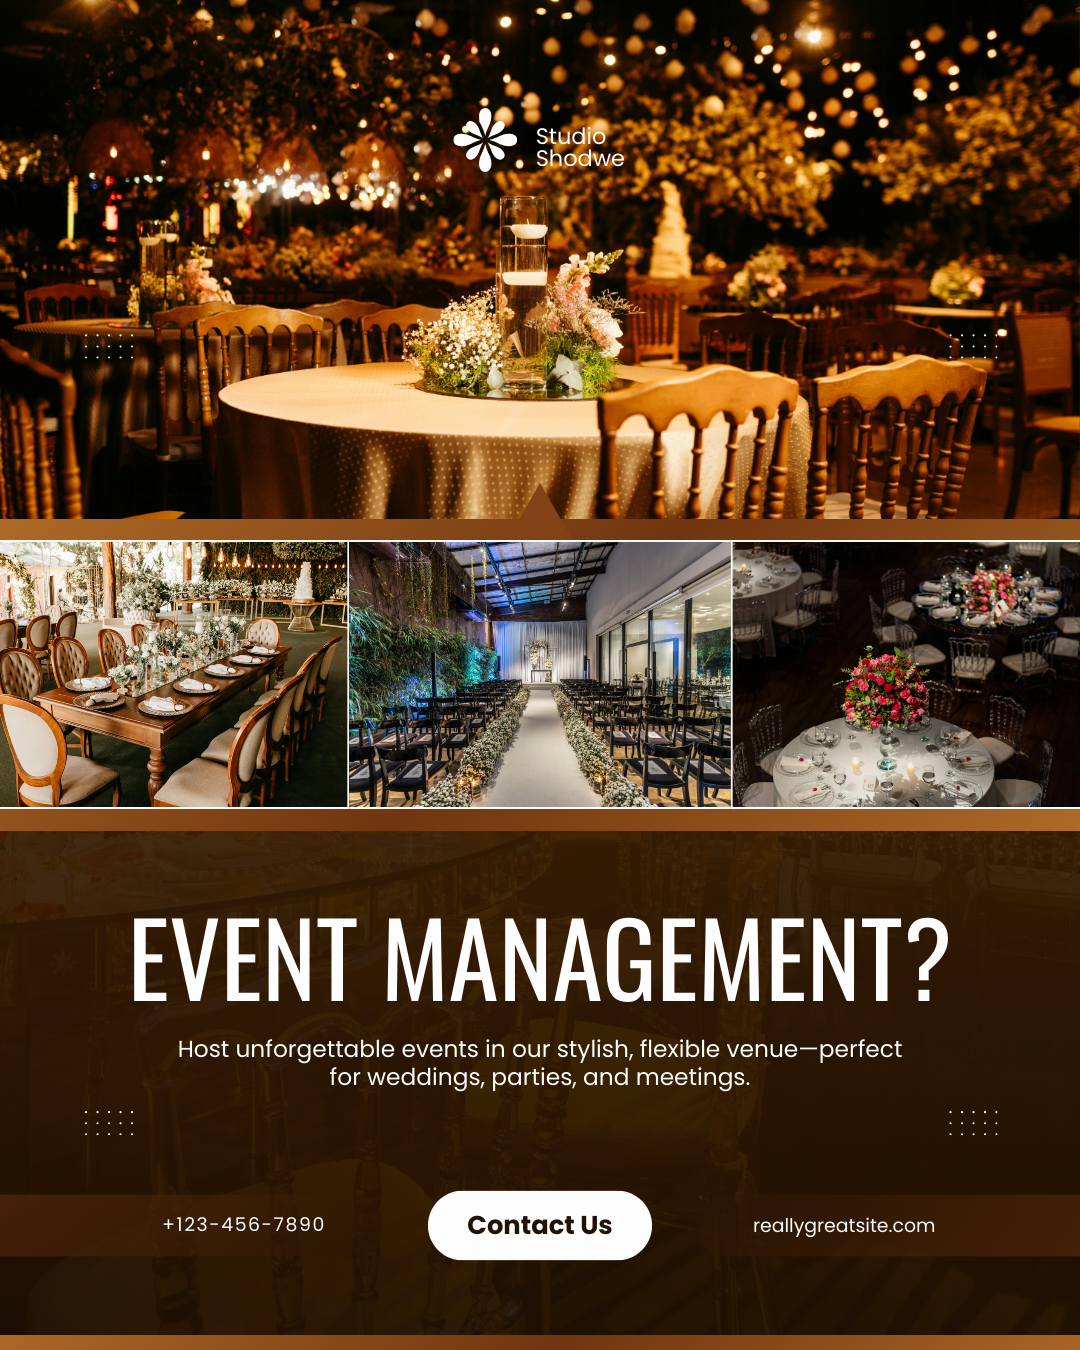 Studio
Shodwe
EVENT MANAGEMENT?
Host unforgettable events in our stylish, flexible venue—perfect
for weddings, parties, and meetings.
+123-456-7890
Contact Us
reallygreatsite.com